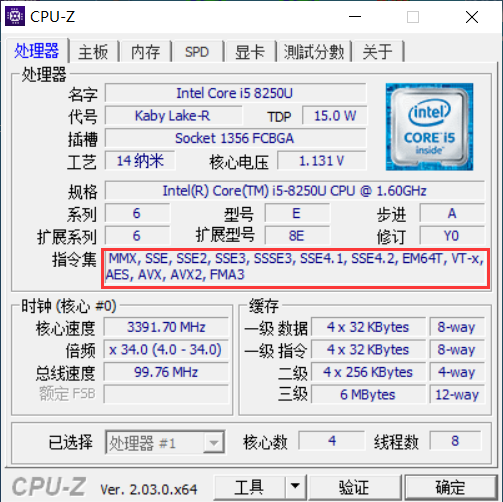 CPU-Z
处理器 主板 内存 SPD 显卡 測試分數 关于
处理器
名字 Intel Core i5 8250U
代号 Kaby Lake-R TDP 15.0 W
插槽 Socket 1356 FCBGA
工艺 14 纳米 核心电压 1.131 V
intel CORE i5 inside
规格 Intel(R) Core(TM) i5-8250U CPU @ 1.60GHz
系列 6 型号 E 步进 A
扩展系列 6 扩展型号 8E 修订 Y0
指令集 MMX, SSE, SSE2, SSE3, SSSE3, SSE4.1, SSE4.2, EM64T, VT-x,
AES, AVX, AVX2, FMA3
时钟 (核心 #0)
核心速度 3391.70 MHz
倍频 x 34.0 (4.0 - 34.0)
总线速度 99.76 MHz
额定 FSB
缓存
一级 数据 4 x 32 KBytes 8-way
一级 指令 4 x 32 KBytes 8-way
二级 4 x 256 KBytes 4-way
三级 6 MBytes 12-way
已选择 处理器 #1 核心数 4 线程数 8
CPU-Z Ver. 2.03.0.x64 工具 验证 确定